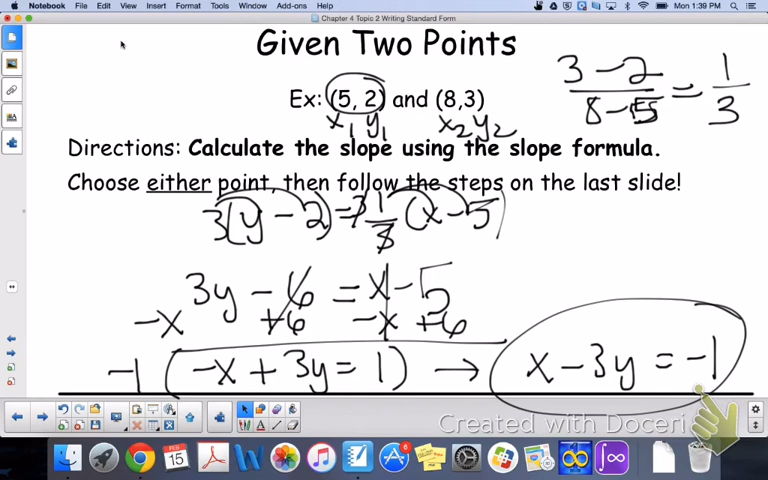 Notebook File Edit View Insert Format Tools Window Add-ons Help Mon 1:39 PM
Chapter 4 Topic 2 Writing Standard Form
Given Two Points
Ex: (5, 2) and (8,3)
x1 y1 x2 y2
3 - 2 / 8 - 5 = 1/3
Directions: Calculate the slope using the slope formula.
Choose either point, then follow the steps on the last slide!
3(y - 2) = 3 1/3 (x - 5)
3y - 6 = x - 5
-x +6 -x +6
-1 (-x + 3y = 1) → x - 3y = -1
Created with Doceri
FEB
15